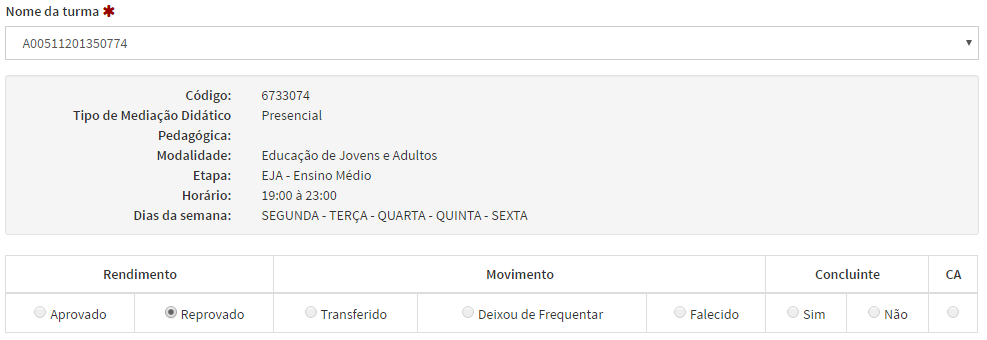 Nome da turma ✱
A00511201350774
Código: 6733074
Tipo de Mediação Didático Presencial
Pedagógica:
Modalidade: Educação de Jovens e Adultos
Etapa: EJA - Ensino Médio
Horário: 19:00 à 23:00
Dias da semana: SEGUNDA - TERÇA - QUARTA - QUINTA - SEXTA
Rendimento Movimento Concluinte CA
Aprovado Reprovado Transferido Deixou de Frequentar Falecido Sim Não